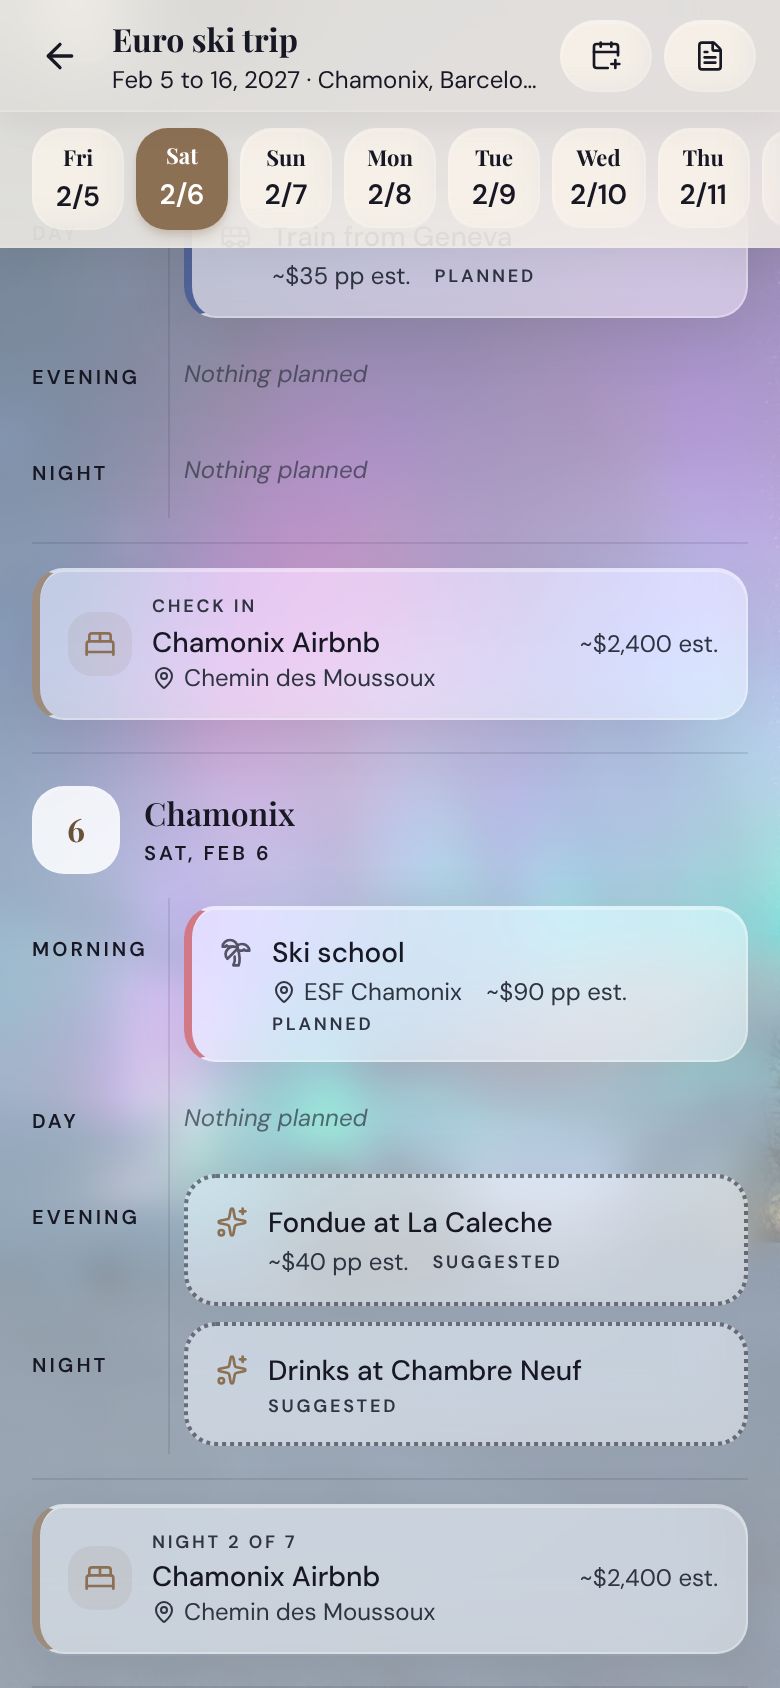 Euro ski trip
Feb 5 to 16, 2027 · Chamonix, Barcelo...
Fri
2/5
Sat
2/6
Sun
2/7
Mon
2/8
Tue
2/9
Wed
2/10
Thu
2/11
DAY
Train from Geneva
~$35 pp est. PLANNED
EVENING
Nothing planned
NIGHT
Nothing planned
CHECK IN
Chamonix Airbnb
~$2,400 est.
Chemin des Moussoux
6
Chamonix
SAT, FEB 6
MORNING
Ski school
ESF Chamonix ~$90 pp est.
PLANNED
DAY
Nothing planned
EVENING
Fondue at La Caleche
~$40 pp est. SUGGESTED
NIGHT
Drinks at Chambre Neuf
SUGGESTED
NIGHT 2 OF 7
Chamonix Airbnb
~$2,400 est.
Chemin des Moussoux